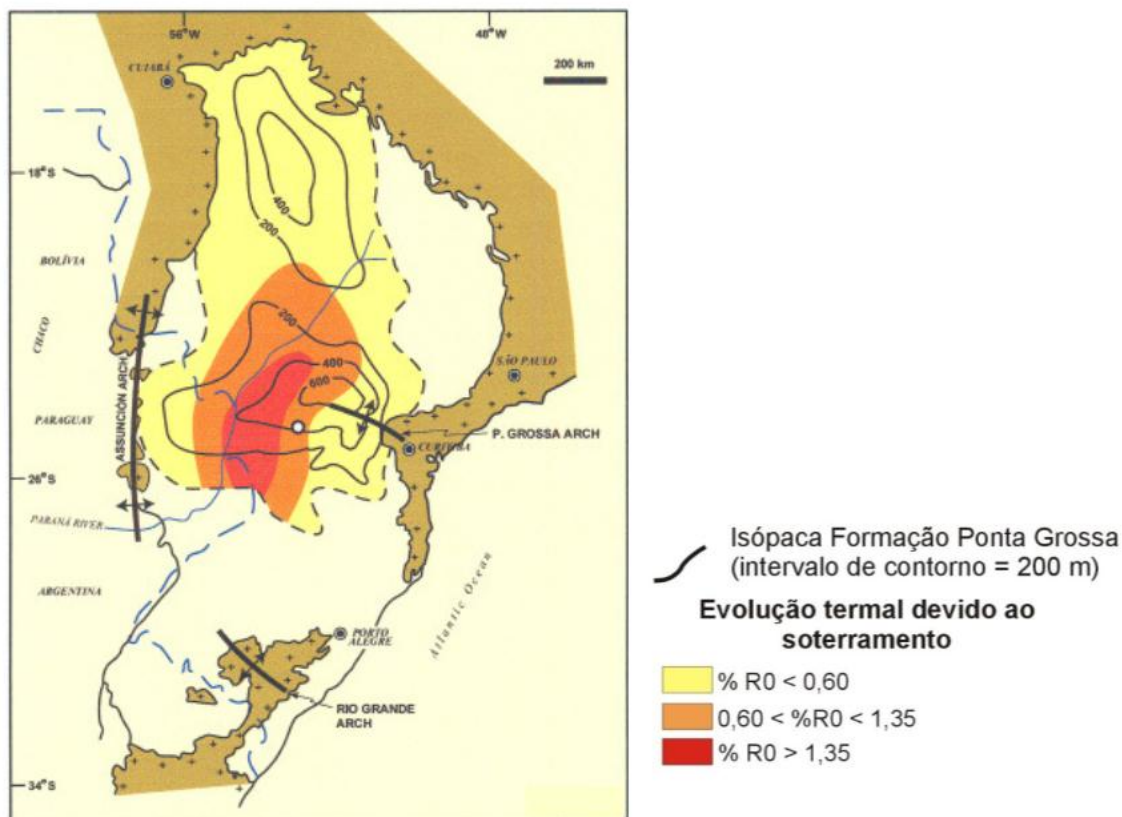 56°W
48°W
CUIABÁ
200 km
18°S
400
200
BOLÍVIA
CHACO
200
SÃO PAULO
400
600
ASSUNCIÓN ARCH
PARAGUAY
P. GROSSA ARCH
CURITIBA
26°S
PARANÁ RIVER
Isópaca Formação Ponta Grossa
(intervalo de contorno = 200 m)
Atlantic Ocean
ARGENTINA
Evolução termal devido ao
soterramento
PORTO
ALEGRE
% R0 < 0,60
0,60 < %R0 < 1,35
RIO GRANDE
ARCH
% R0 > 1,35
34°S